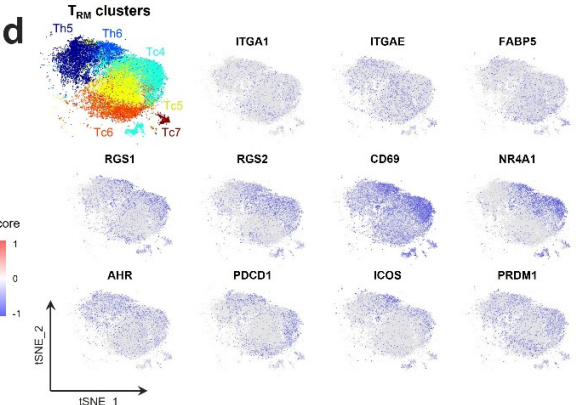 d
T_RM clusters
Th5
Th6
Tc4
Tc5
Tc6
Tc7
ITGA1
ITGAE
FABP5
RGS1
RGS2
CD69
NR4A1
core
1
0
-1
AHR
PDCD1
ICOS
PRDM1
tSNE_2
tSNE_1